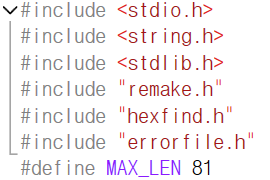 #include <stdio.h>
#include <string.h>
#include <stdlib.h>
#include "remake.h"
#include "hexfind.h"
#include "errorfile.h"
#define MAX_LEN 81